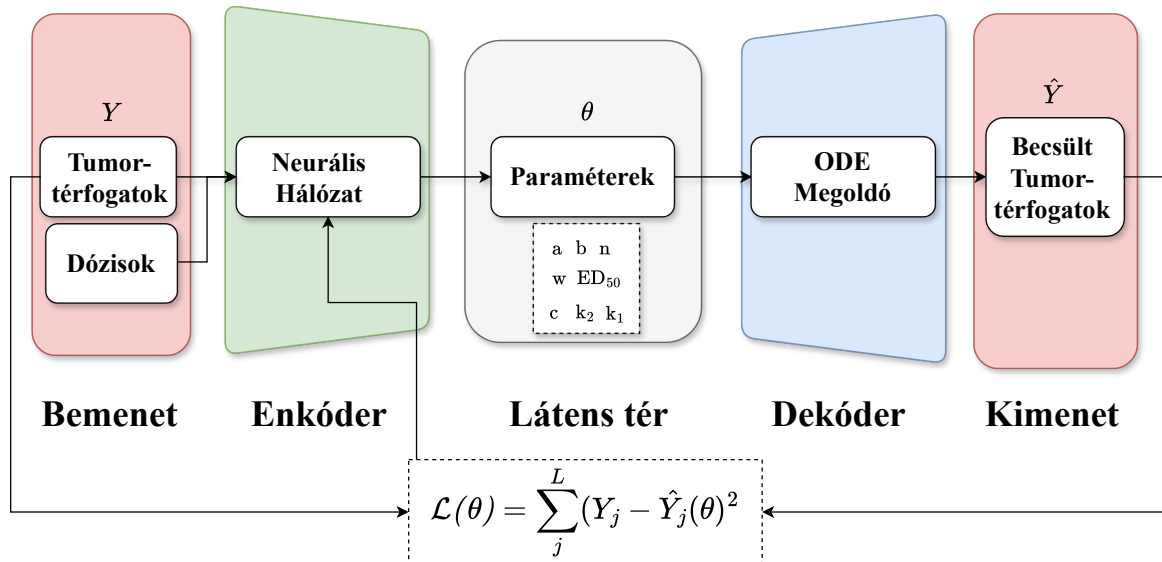 Y
Tumor-
térfogatok
Dózisok
Neurális
Hálózat
θ
Paraméterek
a b n
w ED₅₀
c k₂ k₁
ODE
Megoldó
Ŷ
Becsült
Tumor-
térfogatok
Bemenet
Enkóder
Látens tér
Dekóder
Kimenet
ℒ(θ) = ∑_j^L (Y_j − Ŷ_j(θ)²